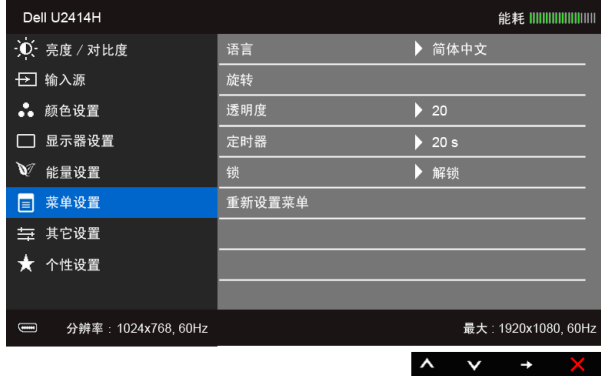 Dell U2414H 能耗
亮度 / 对比度 语言 简体中文
输入源 旋转
颜色设置 透明度 20
显示器设置 定时器 20 s
能量设置 锁 解锁
菜单设置 重新设置菜单
其它设置
个性设置
分辨率 : 1024x768, 60Hz 最大 : 1920x1080, 60Hz